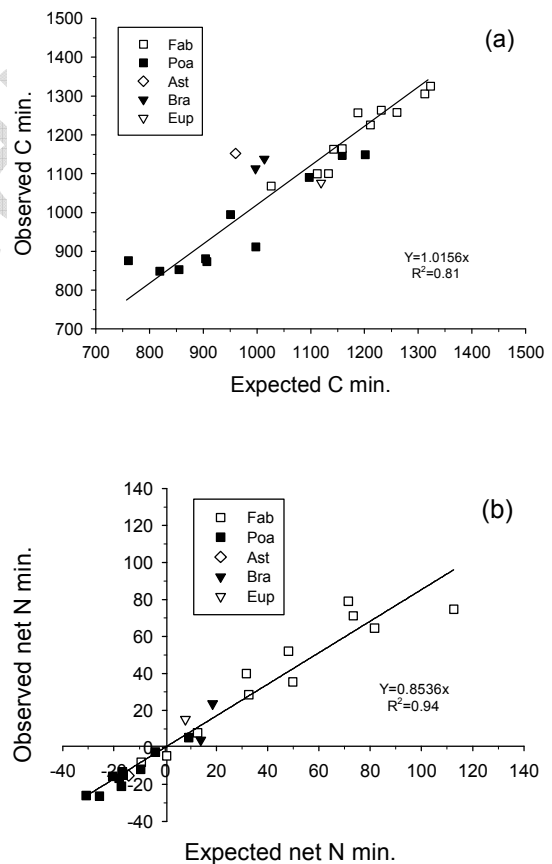 (a)
Fab
Poa
Ast
Bra
Eup
1500
1400
1300
1200
1100
1000
900
800
700
Observed C min.
Y=1.0156x
R²=0.81
700 800 900 1000 1100 1200 1300 1400 1500
Expected C min.
(b)
Fab
Poa
Ast
Bra
Eup
140
120
100
80
60
40
20
0
-20
-40
Observed net N min.
Y=0.8536x
R²=0.94
-40 -20 0 20 40 60 80 100 120 140
Expected net N min.